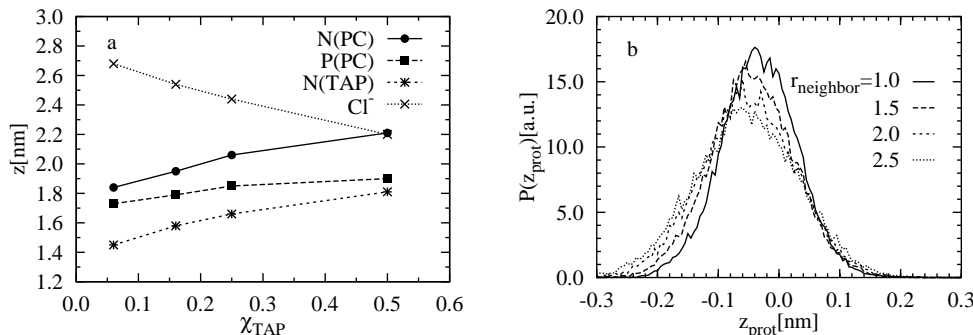 3.0
2.8
2.6
2.4
2.2
2.0
1.8
1.6
1.4
1.2
z[nm]
a
N(PC)
P(PC)
N(TAP)
Cl⁻
0.0 0.1 0.2 0.3 0.4 0.5 0.6
χTAP
20.0
15.0
10.0
5.0
0.0
P(z_prot)[a.u.]
b
r_neighbor=1.0
1.5
2.0
2.5
-0.3 -0.2 -0.1 0.0 0.1 0.2 0.3
z_prot[nm]